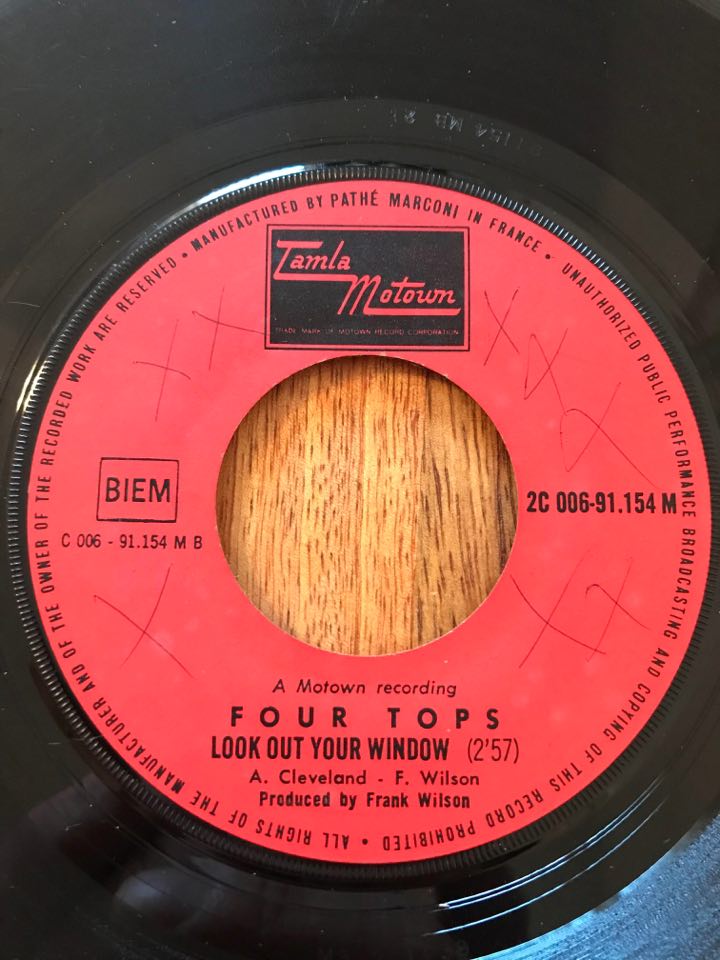 MANUFACTURED BY PATHÉ MARCONI IN FRANCE • UNAUTHORIZED PUBLIC PERFORMANCE BROADCASTING AND COPYING OF THIS RECORD PROHIBITED • ALL RIGHTS OF THE MANUFACTURER AND OF THE OWNER OF THE RECORDED WORK ARE RESERVED •
Tamla
Motown
TRADE MARK OF MOTOWN RECORD CORPORATION
BIEM
C 006 - 91.154 M B
2C 006-91.154 M
A Motown recording
FOUR TOPS
LOOK OUT YOUR WINDOW (2'57)
A. Cleveland - F. Wilson
Produced by Frank Wilson